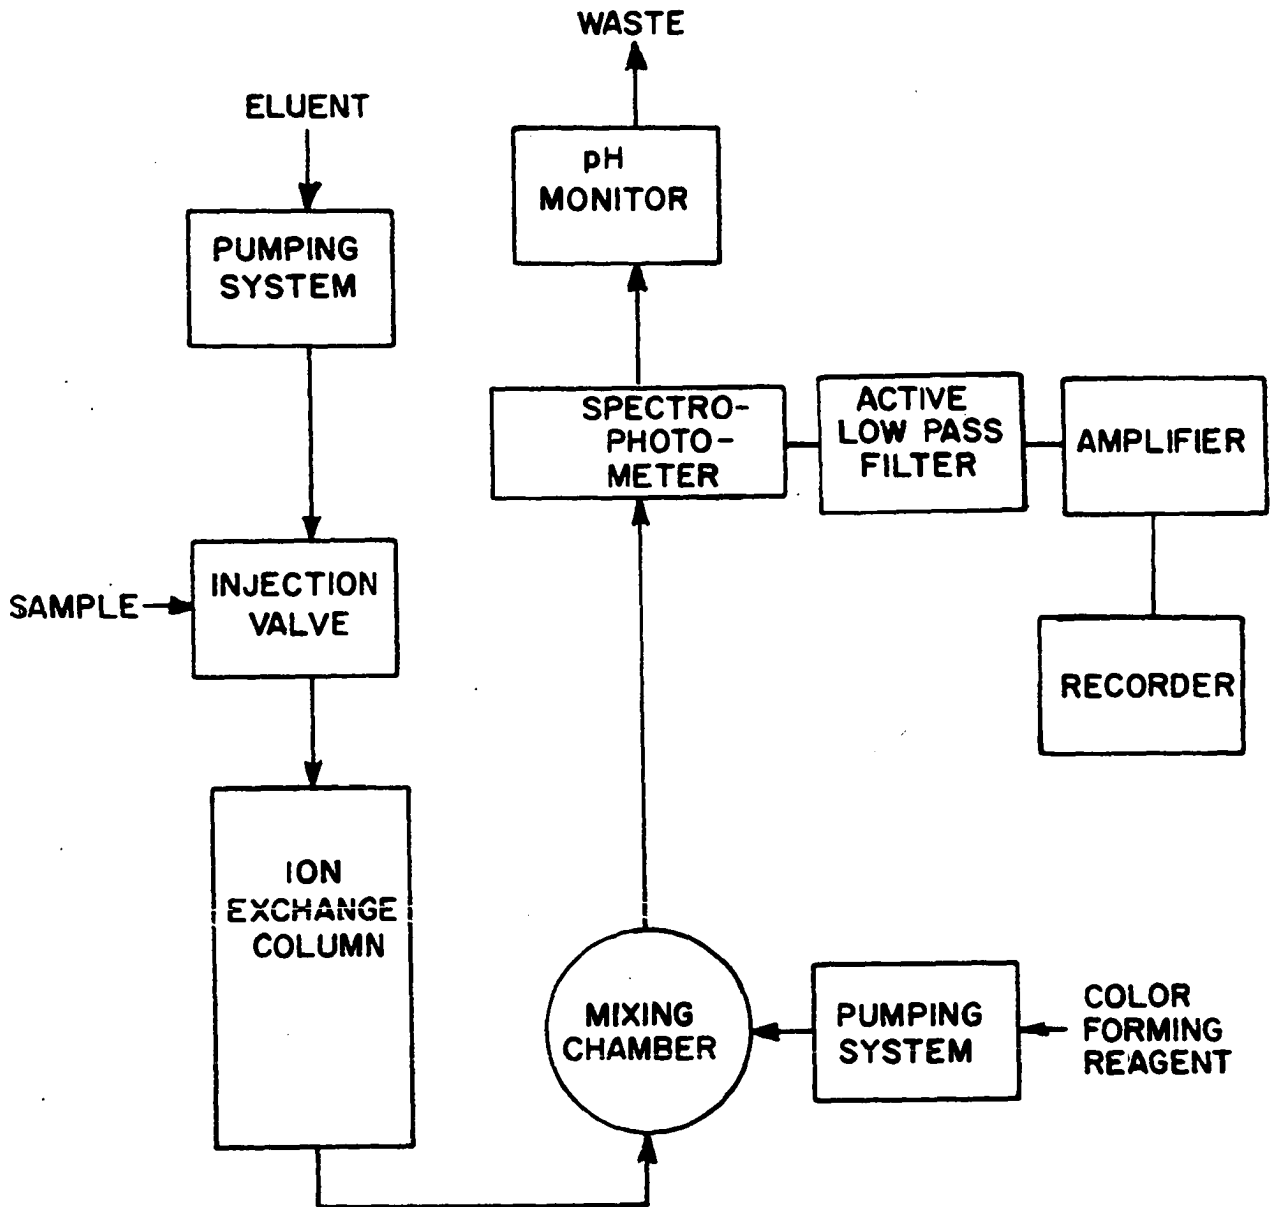 WASTE
ELUENT
pH
MONITOR
PUMPING
SYSTEM
SPECTRO-
PHOTO-
METER
ACTIVE
LOW PASS
FILTER
AMPLIFIER
SAMPLE
INJECTION
VALVE
RECORDER
ION
EXCHANGE
COLUMN
MIXING
CHAMBER
PUMPING
SYSTEM
COLOR
FORMING
REAGENT